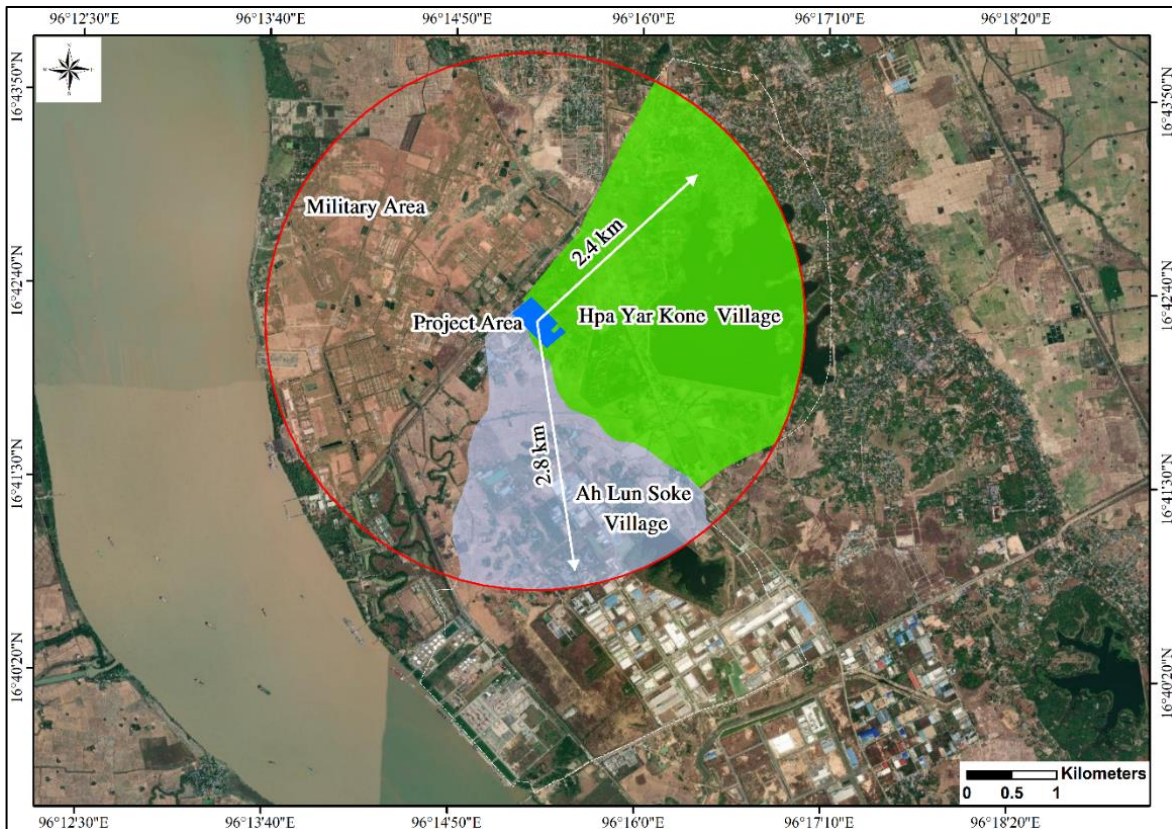 96°12'30"E 96°13'40"E 96°14'50"E 96°16'0"E 96°17'10"E 96°18'20"E
16°43'50"N 16°43'50"N
Military Area
2.4 km
16°42'40"N 16°42'40"N
Project Area Hpa Yar Kone Village
2.8 km
16°41'30"N 16°41'30"N
Ah Lun Soke
Village
16°40'20"N 16°40'20"N
Kilometers
0 0.5 1
96°12'30"E 96°13'40"E 96°14'50"E 96°16'0"E 96°17'10"E 96°18'20"E